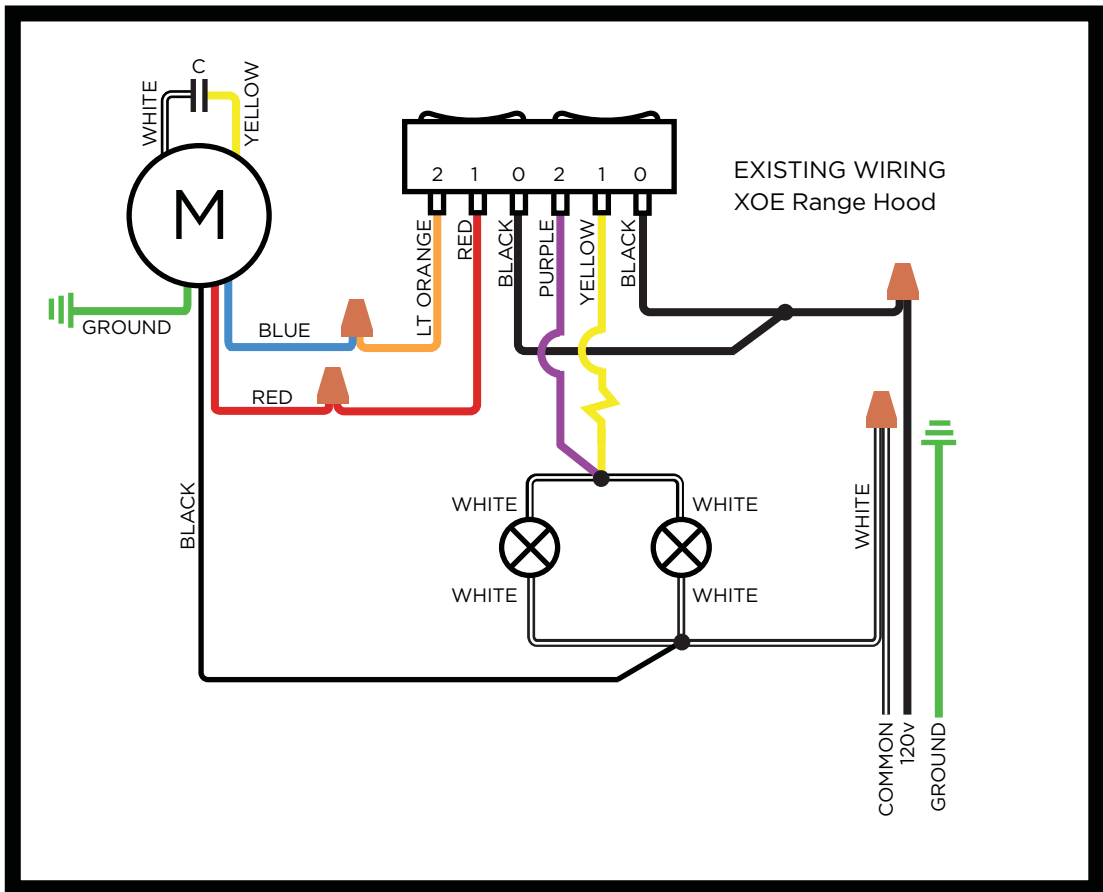 C
WHITE
YELLOW
M
2 1 0 2 1 0
EXISTING WIRING
XOE Range Hood
LT ORANGE
RED
BLACK
PURPLE
YELLOW
BLACK
GROUND
BLUE
RED
BLACK
WHITE
WHITE
WHITE
WHITE
WHITE
COMMON
120v
GROUND